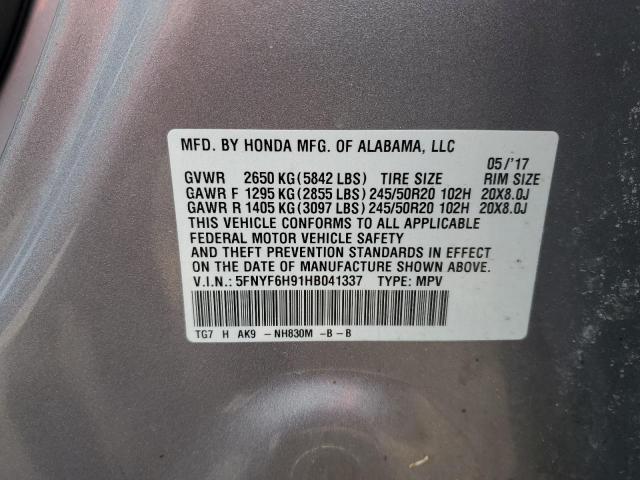 MFD. BY HONDA MFG. OF ALABAMA, LLC
05/'17
GVWR 2650 KG(5842 LBS) TIRE SIZE RIM SIZE
GAWR F 1295 KG(2855 LBS) 245/50R20 102H 20X8.0J
GAWR R 1405 KG(3097 LBS) 245/50R20 102H 20X8.0J
THIS VEHICLE CONFORMS TO ALL APPLICABLE
FEDERAL MOTOR VEHICLE SAFETY
AND THEFT PREVENTION STANDARDS IN EFFECT
ON THE DATE OF MANUFACTURE SHOWN ABOVE.
V.I.N.: 5FNYF6H91HB041337 TYPE: MPV
TG7 H AK9 -NH830M -B-B